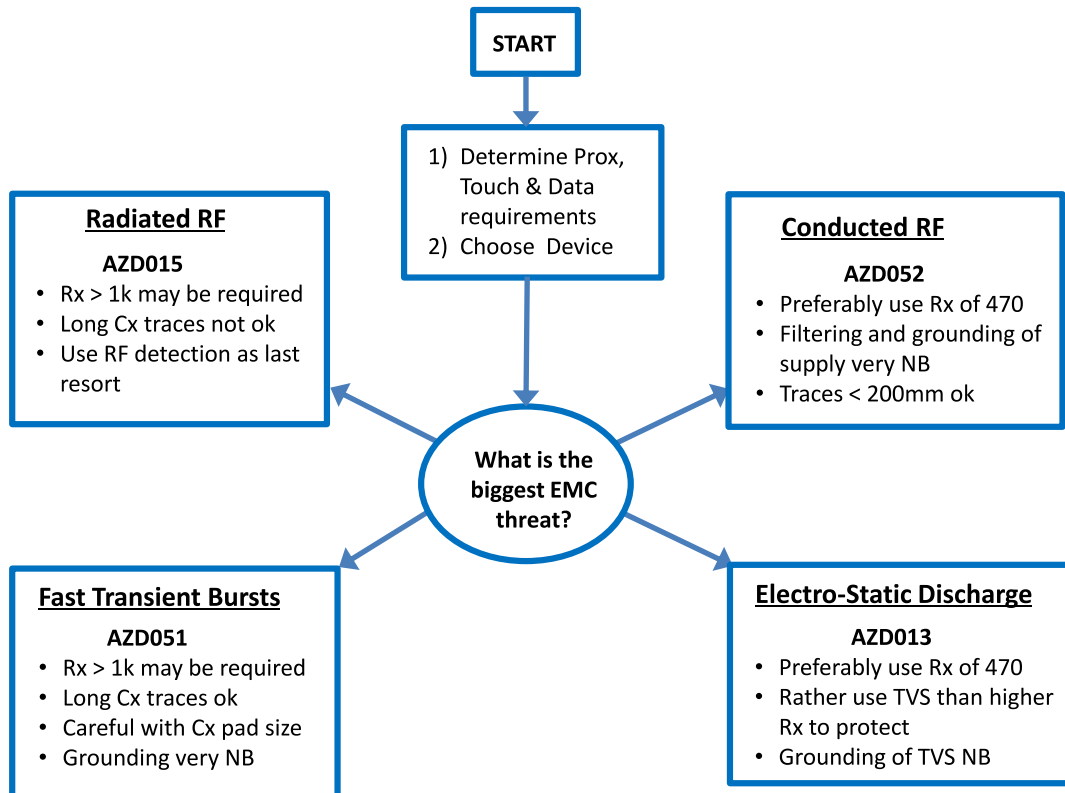 START
1) Determine Prox,
Touch & Data
requirements
2) Choose Device
Radiated RF
AZD015
• Rx > 1k may be required
• Long Cx traces not ok
• Use RF detection as last
resort
Conducted RF
AZD052
• Preferably use Rx of 470
• Filtering and grounding of
supply very NB
• Traces < 200mm ok
What is the
biggest EMC
threat?
Fast Transient Bursts
AZD051
• Rx > 1k may be required
• Long Cx traces ok
• Careful with Cx pad size
• Grounding very NB
Electro-Static Discharge
AZD013
• Preferably use Rx of 470
• Rather use TVS than higher
Rx to protect
• Grounding of TVS NB